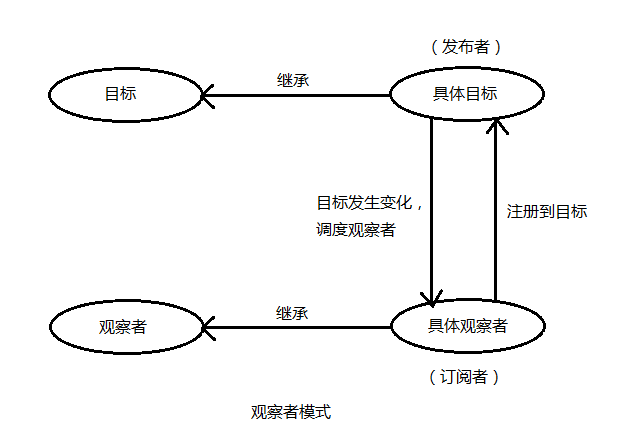 （发布者）
目标
继承
具体目标
目标发生变化，
调度观察者
注册到目标
观察者
继承
具体观察者
（订阅者）
观察者模式